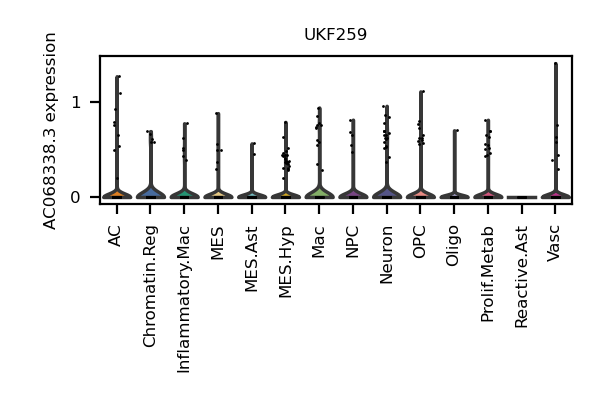 UKF259
AC068338.3 expression
1
0
AC
Chromatin.Reg
Inflammatory.Mac
MES
MES.Ast
MES.Hyp
Mac
NPC
Neuron
OPC
Oligo
Prolif.Metab
Reactive.Ast
Vasc